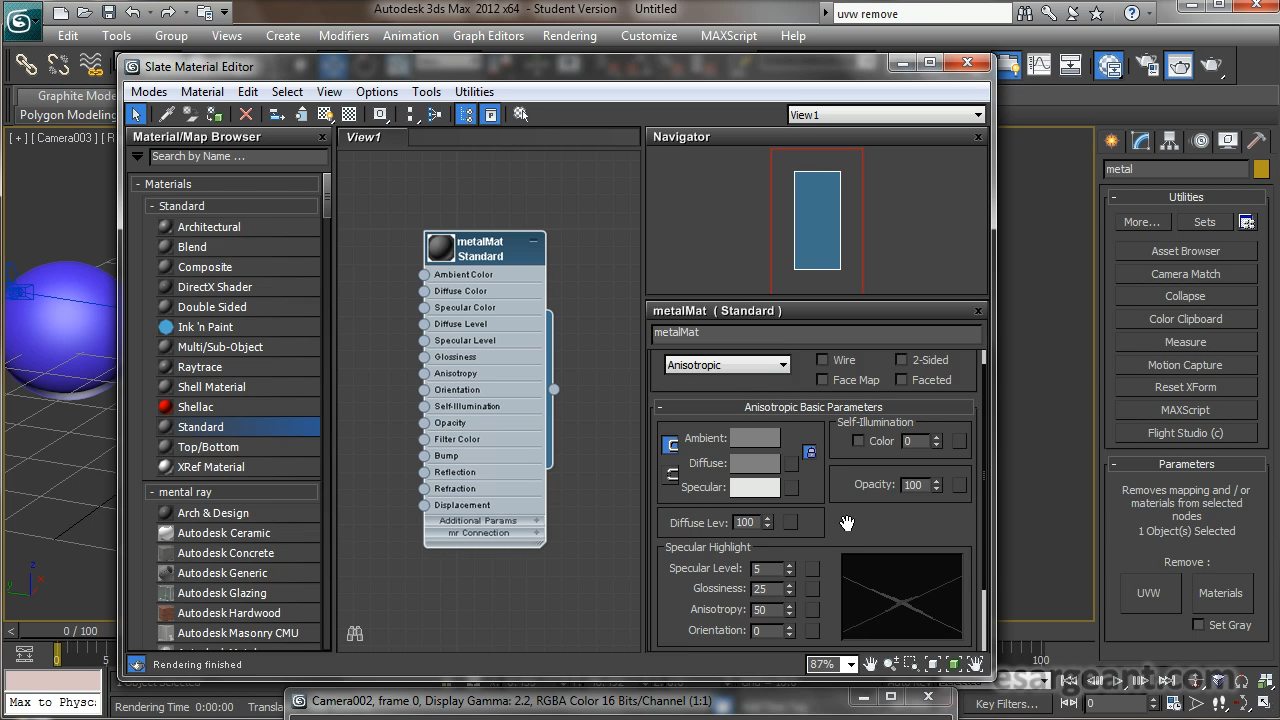 Autodesk 3ds Max 2012 x64 - Student Version Untitled
uvw remove
Edit Tools Group Views Create Modifiers Animation Graph Editors Rendering Customize MAXScript Help
Slate Material Editor
Graphite Mode
Polygon Modeling
Modes Material Edit Select View Options Tools Utilities
View1
[ + ] [ Camera003 ] [ R
Material/Map Browser
Search by Name ...
- Materials
- Standard
Architectural
Blend
Composite
DirectX Shader
Double Sided
Ink 'n Paint
Multi/Sub-Object
Raytrace
Shell Material
Shellac
Standard
Top/Bottom
XRef Material
- mental ray
Arch & Design
Autodesk Ceramic
Autodesk Concrete
Autodesk Generic
Autodesk Glazing
Autodesk Hardwood
Autodesk Masonry CMU
View1
metalMat
Standard
Ambient Color
Diffuse Color
Specular Color
Diffuse Level
Specular Level
Glossiness
Anisotropy
Orientation
Self-Illumination
Opacity
Filter Color
Bump
Reflection
Refraction
Displacement
Additional Params +
mr Connection +
Navigator
metalMat ( Standard )
metalMat
Anisotropic
Wire
2-Sided
Face Map
Faceted
- Anisotropic Basic Parameters
Ambient:
Diffuse:
Specular:
Self-Illumination
Color 0
Opacity: 100
Diffuse Lev: 100
Specular Highlight
Specular Level: 5
Glossiness: 25
Anisotropy: 50
Orientation: 0
Rendering finished
87%
metal
- Utilities
More... Sets
Asset Browser
Camera Match
Collapse
Color Clipboard
Measure
Motion Capture
Reset XForm
MAXScript
Flight Studio (c)
- Parameters
Removes mapping and / or
materials from selected
nodes
1 Object(s) Selected
Remove :
UVW Materials
Set Gray
y x
0 / 100
0 5
100
Max to Physc
1 Object Selected
Rendering Time: 0:00:00 Transla
Camera002, frame 0, Display Gamma: 2.2, RGBA Color 16 Bits/Channel (1:1)
esargeant.com
Key Filters... 0